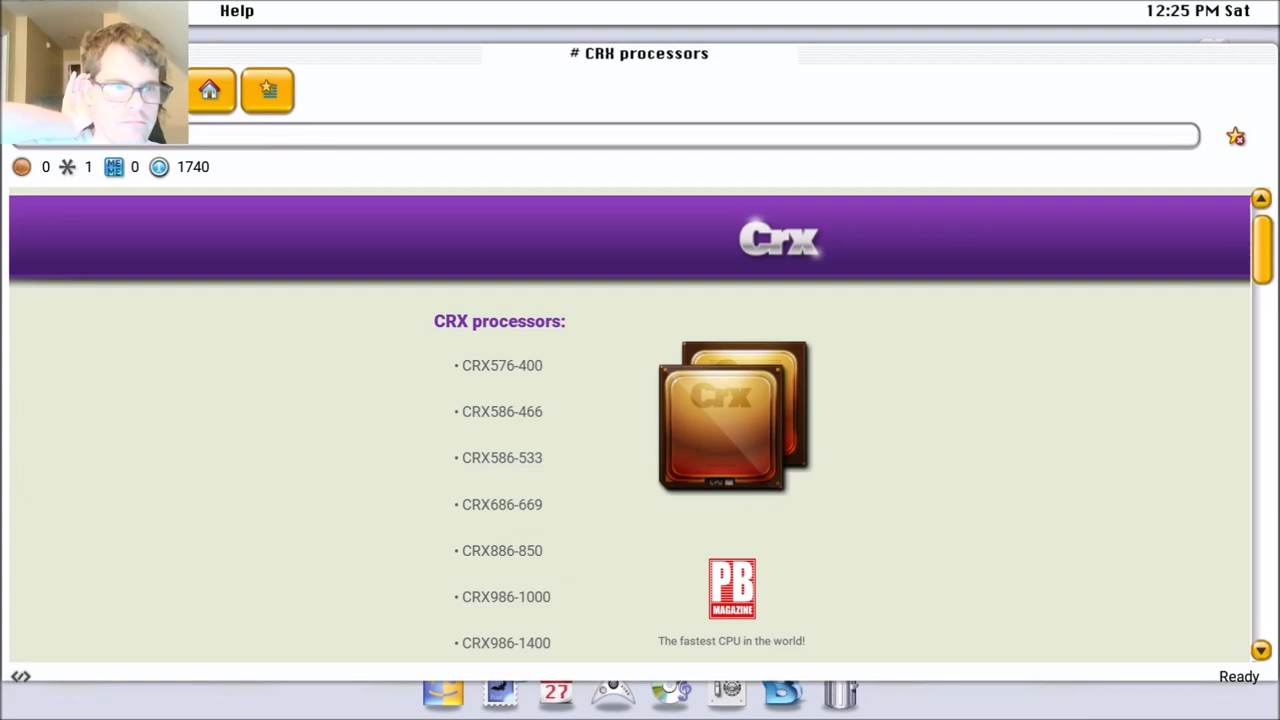 Help
12:25 PM Sat
# CRX processors
0 1 0 1740
Crx
CRX processors:
• CRX576-400
• CRX586-466
• CRX586-533
• CRX686-669
• CRX886-850
• CRX986-1000
• CRX986-1400
Crx
CPU
PB
MAGAZINE
The fastest CPU in the world!
Ready
27